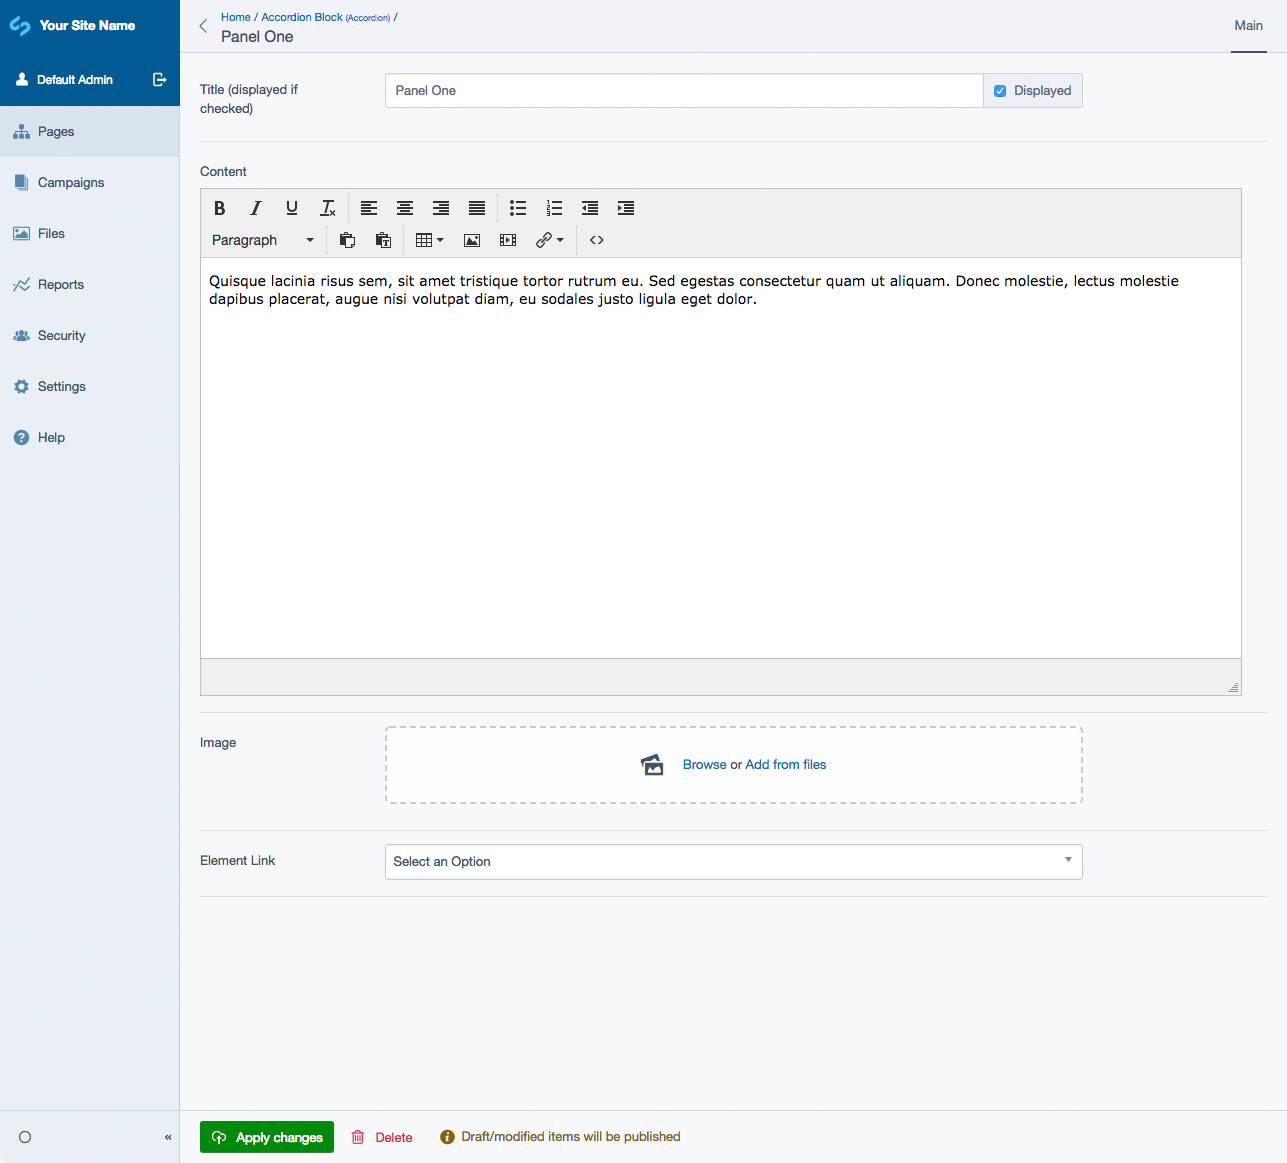 Your Site Name
Default Admin
Pages
Campaigns
Files
Reports
Security
Settings
Help
«
Home / Accordion Block (Accordion) /
Panel One
Main
Title (displayed if
checked)
Panel One
Displayed
Content
B I U Tx
Paragraph
Quisque lacinia risus sem, sit amet tristique tortor rutrum eu. Sed egestas consectetur quam ut aliquam. Donec molestie, lectus molestie
dapibus placerat, augue nisi volutpat diam, eu sodales justo ligula eget dolor.
Image
Browse or Add from files
Element Link
Select an Option
Apply changes
Delete
Draft/modified items will be published